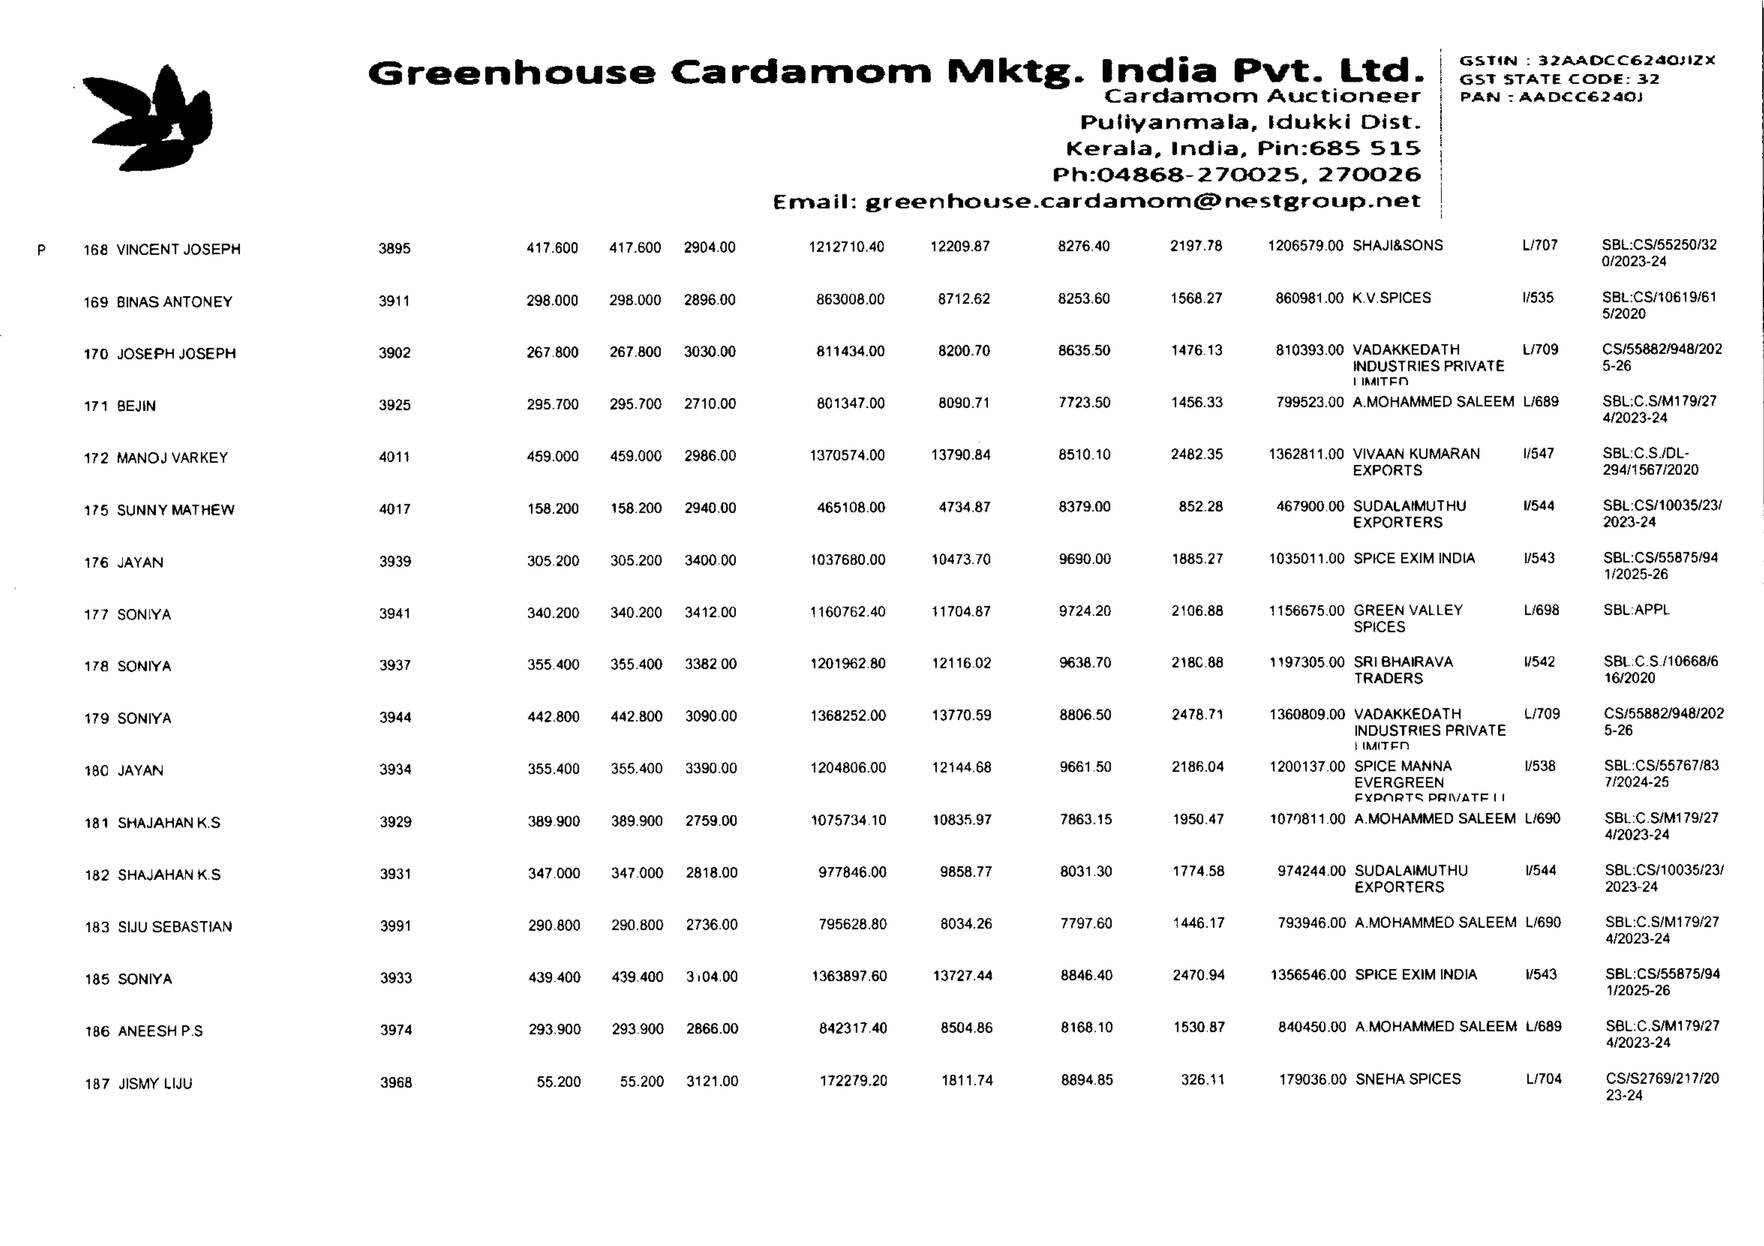 Greenhouse Cardamom Mktg. India Pvt. Ltd.
Cardamom Auctioneer
Puliyanmala, Idukki Dist.
Kerala, India, Pin:685 515
Ph:04868-270025, 270026
Email: greenhouse.cardamom@nestgroup.net
GSTIN : 32AADCC6240J1ZX
GST STATE CODE: 32
PAN : AADCC6240J
P 168 VINCENT JOSEPH 3895 417.600 417.600 2904.00 1212710.40 12209.87 8276.40 2197.78 1206579.00 SHAJI&SONS L/707 SBL:CS/55250/32
0/2023-24
169 BINAS ANTONEY 3911 298.000 298.000 2896.00 863008.00 8712.62 8253.60 1568.27 860981.00 K.V.SPICES I/535 SBL:CS/10619/61
5/2020
170 JOSEPH JOSEPH 3902 267.800 267.800 3030.00 811434.00 8200.70 8635.50 1476.13 810393.00 VADAKKEDATH L/709 CS/55882/948/202
INDUSTRIES PRIVATE 5-26
LIMITED
171 BEJIN 3925 295.700 295.700 2710.00 801347.00 8090.71 7723.50 1456.33 799523.00 A.MOHAMMED SALEEM L/689 SBL:C.S/M179/27
4/2023-24
172 MANOJ VARKEY 4011 459.000 459.000 2986.00 1370574.00 13790.84 8510.10 2482.35 1362811.00 VIVAAN KUMARAN I/547 SBL:C.S./DL-
EXPORTS 294/1567/2020
175 SUNNY MATHEW 4017 158.200 158.200 2940.00 465108.00 4734.87 8379.00 852.28 467900.00 SUDALAIMUTHU I/544 SBL:CS/10035/23/
EXPORTERS 2023-24
176 JAYAN 3939 305.200 305.200 3400.00 1037680.00 10473.70 9690.00 1885.27 1035011.00 SPICE EXIM INDIA I/543 SBL:CS/55875/94
1/2025-26
177 SONIYA 3941 340.200 340.200 3412.00 1160762.40 11704.87 9724.20 2106.88 1156675.00 GREEN VALLEY L/698 SBL:APPL
SPICES
178 SONIYA 3937 355.400 355.400 3382.00 1201962.80 12116.02 9638.70 2180.88 1197305.00 SRI BHAIRAVA I/542 SBL:C.S./10668/6
TRADERS 16/2020
179 SONIYA 3944 442.800 442.800 3090.00 1368252.00 13770.59 8806.50 2478.71 1360809.00 VADAKKEDATH L/709 CS/55882/948/202
INDUSTRIES PRIVATE 5-26
LIMITED
180 JAYAN 3934 355.400 355.400 3390.00 1204806.00 12144.68 9661.50 2186.04 1200137.00 SPICE MANNA I/538 SBL:CS/55767/83
EVERGREEN 7/2024-25
EXPORTS PRIVATE LI
181 SHAJAHAN K.S 3929 389.900 389.900 2759.00 1075734.10 10835.97 7863.15 1950.47 1070811.00 A.MOHAMMED SALEEM L/690 SBL:C.S/M179/27
4/2023-24
182 SHAJAHAN K.S 3931 347.000 347.000 2818.00 977846.00 9858.77 8031.30 1774.58 974244.00 SUDALAIMUTHU I/544 SBL:CS/10035/23/
EXPORTERS 2023-24
183 SIJU SEBASTIAN 3991 290.800 290.800 2736.00 795628.80 8034.26 7797.60 1446.17 793946.00 A.MOHAMMED SALEEM L/690 SBL:C.S/M179/27
4/2023-24
185 SONIYA 3933 439.400 439.400 3104.00 1363897.60 13727.44 8846.40 2470.94 1356546.00 SPICE EXIM INDIA I/543 SBL:CS/55875/94
1/2025-26
186 ANEESH P.S 3974 293.900 293.900 2866.00 842317.40 8504.86 8168.10 1530.87 840450.00 A.MOHAMMED SALEEM L/689 SBL:C.S/M179/27
4/2023-24
187 JISMY LIJU 3968 55.200 55.200 3121.00 172279.20 1811.74 8894.85 326.11 179036.00 SNEHA SPICES L/704 CS/S2769/217/20
23-24